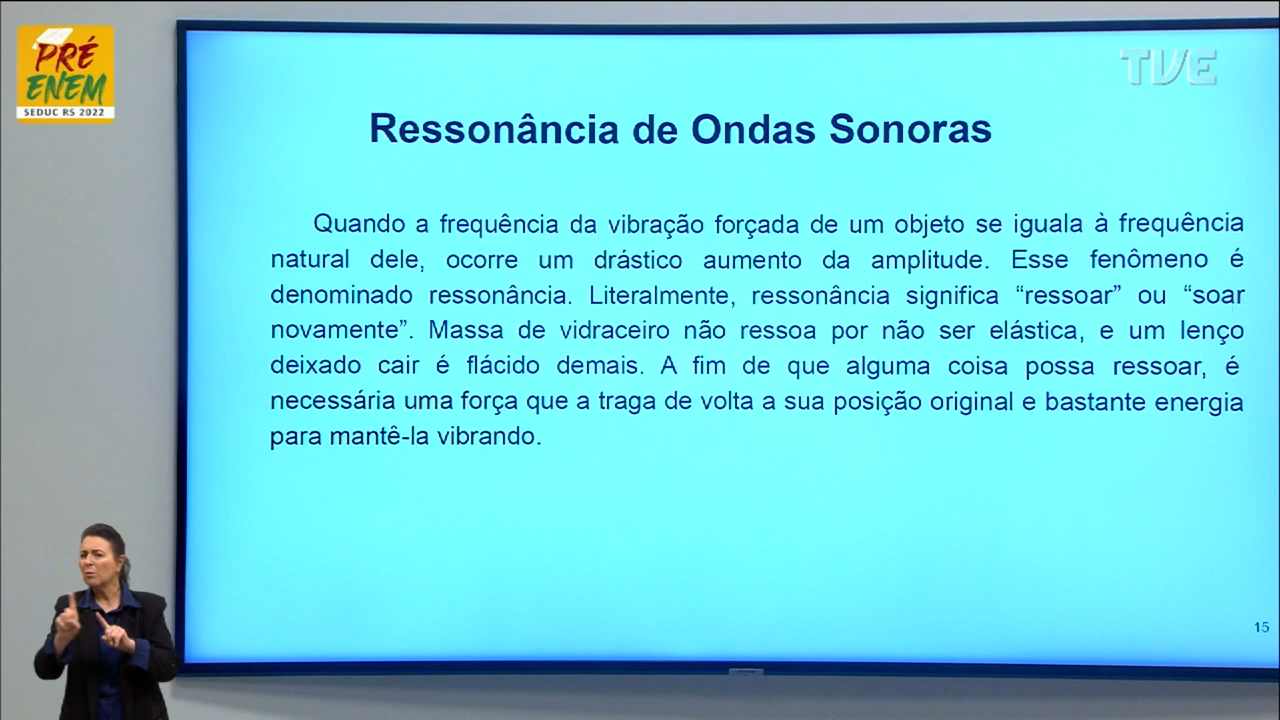 PRÉ
ENEM
SEDUC RS 2022
TVE
Ressonância de Ondas Sonoras
Quando a frequência da vibração forçada de um objeto se iguala à frequência
natural dele, ocorre um drástico aumento da amplitude. Esse fenômeno é
denominado ressonância. Literalmente, ressonância significa “ressoar” ou “soar
novamente”. Massa de vidraceiro não ressoa por não ser elástica, e um lenço
deixado cair é flácido demais. A fim de que alguma coisa possa ressoar, é
necessária uma força que a traga de volta a sua posição original e bastante energia
para mantê-la vibrando.
15